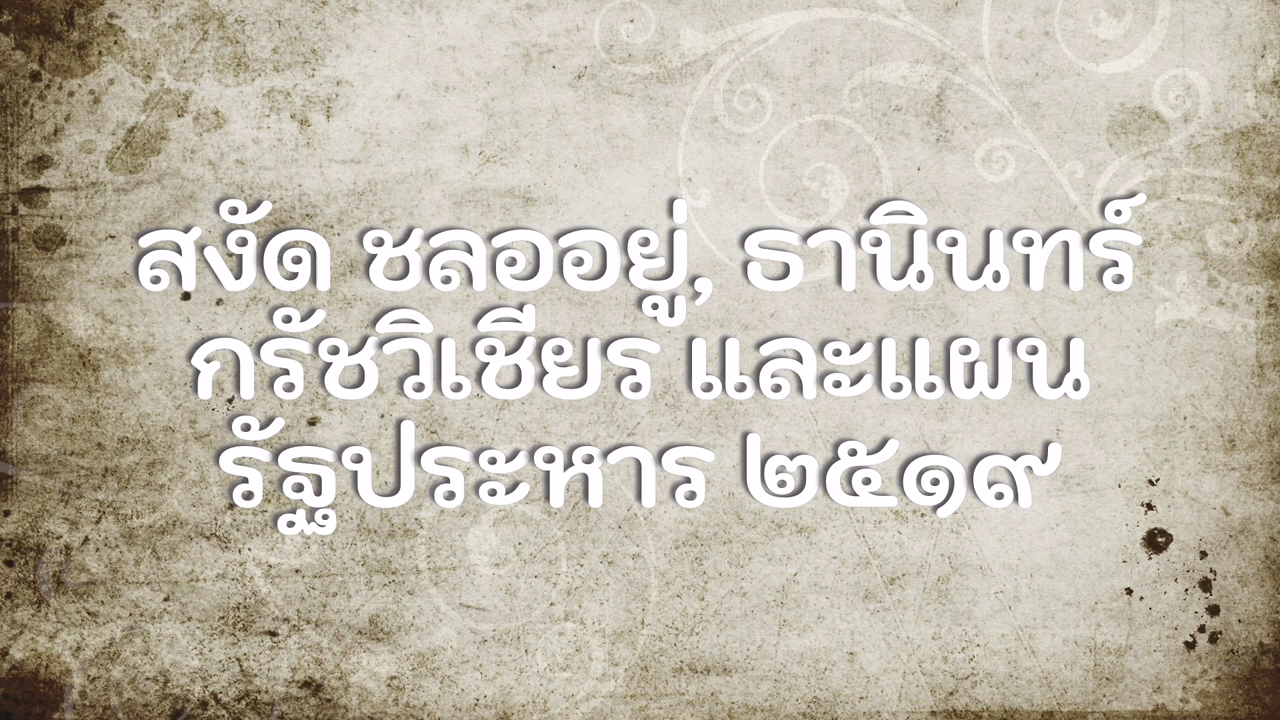 สงัด ชลออยู่, ธานินทร์
กรัชวิเชียร และแผน
รัฐประหาร ๒๕๑๙